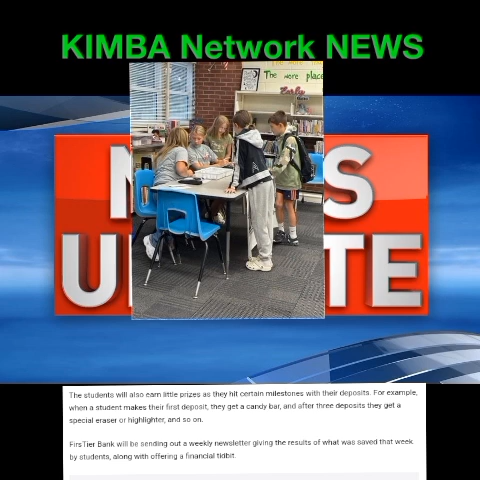 KIMBA Network NEWS
The more place
N S
U TE
The students will also earn little prizes as they hit certain milestones with their deposits. For example,
when a student makes their first deposit, they get a candy bar, and after three deposits they get a
special eraser or highlighter, and so on.
FirsTier Bank will be sending out a weekly newsletter giving the results of what was saved that week
by students, along with offering a financial tidbit.